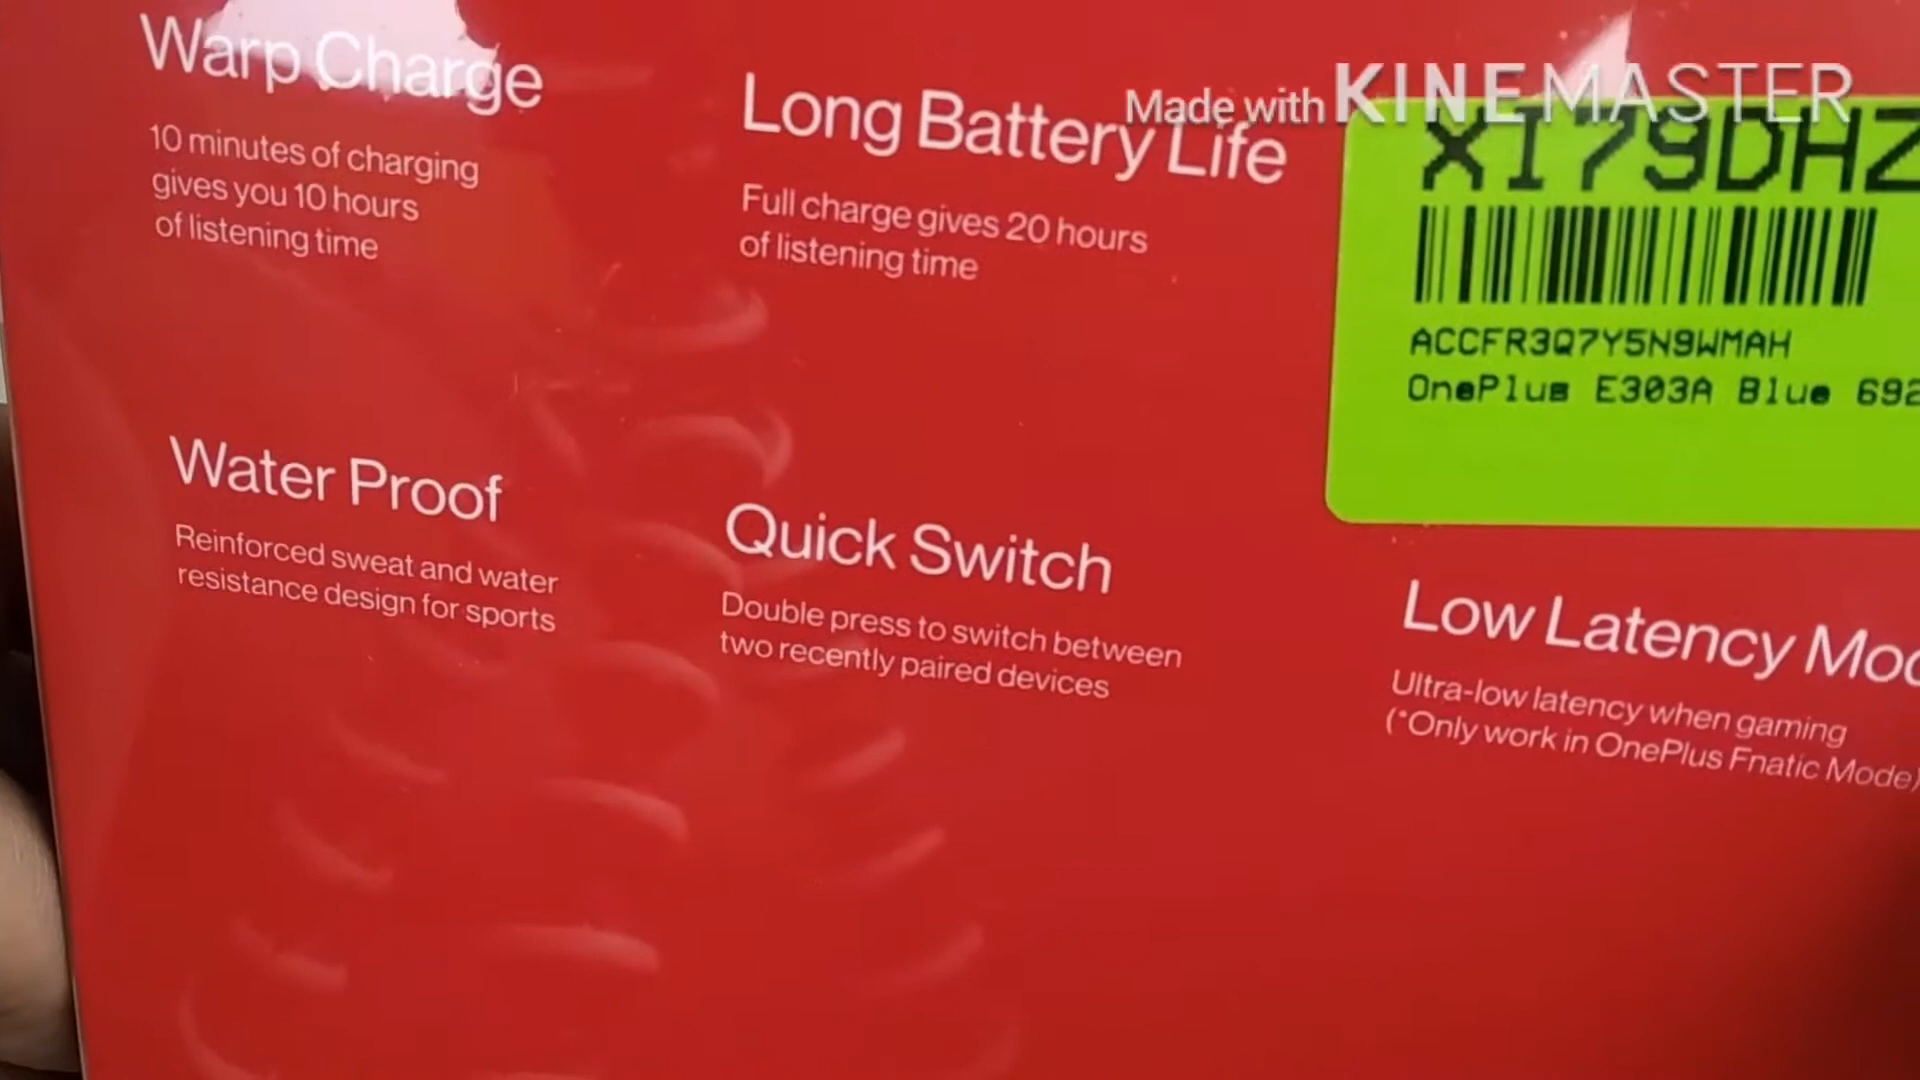 Warp Charge
10 minutes of charging
gives you 10 hours
of listening time
Long Battery Life
Full charge gives 20 hours
of listening time
Made with KINEMASTER
XI79DHZ
ACCFR3Q7Y5N9WMAH
OnePlus E303A Blue 692
Water Proof
Reinforced sweat and water
resistance design for sports
Quick Switch
Double press to switch between
two recently paired devices
Low Latency Mod
Ultra-low latency when gaming
(*Only work in OnePlus Fnatic Mode)